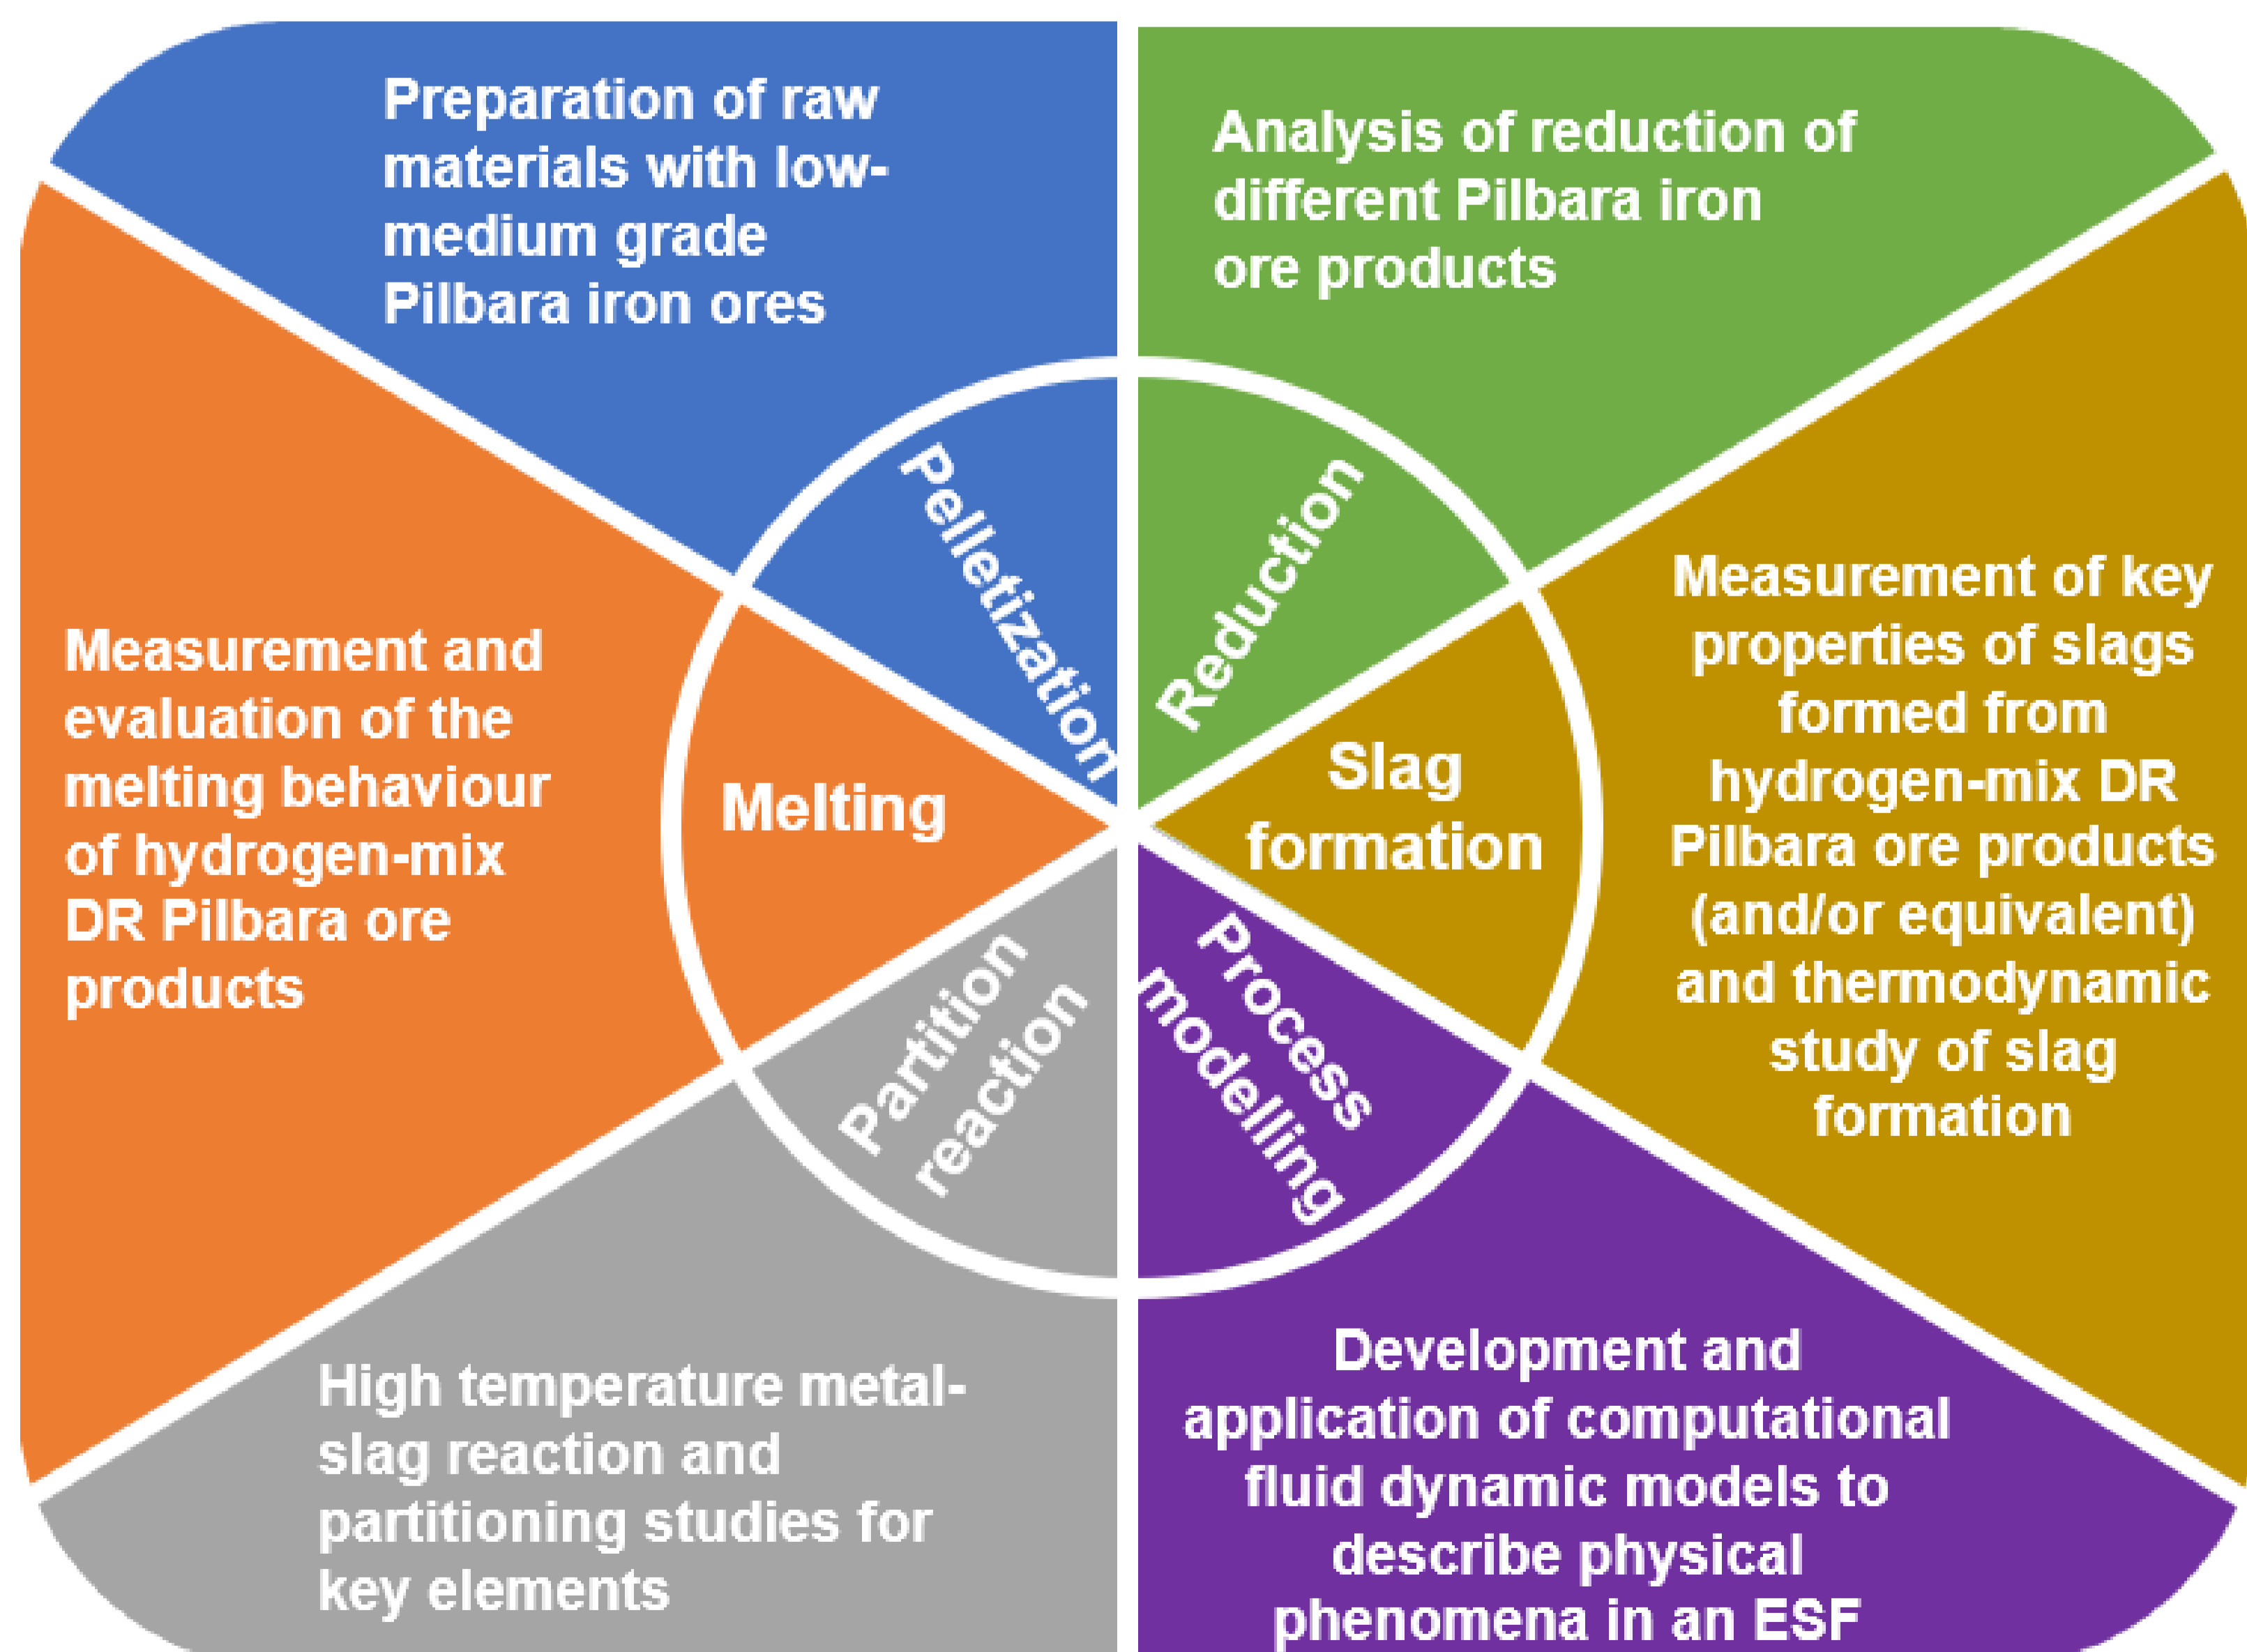 Preparation of raw
materials with low-
medium grade
Pilbara iron ores
Analysis of reduction of
different Pilbara iron
ore products
Pelletization
Reduction
Measurement and
evaluation of the
melting behaviour
of hydrogen-mix
DR Pilbara ore
products
Melting
Slag
formation
Measurement of key
properties of slags
formed from
hydrogen-mix DR
Pilbara ore products
(and/or equivalent)
and thermodynamic
study of slag
formation
Partition
reaction
Process
modelling
High temperature metal-
slag reaction and
partitioning studies for
key elements
Development and
application of computational
fluid dynamic models to
describe physical
phenomena in an ESF